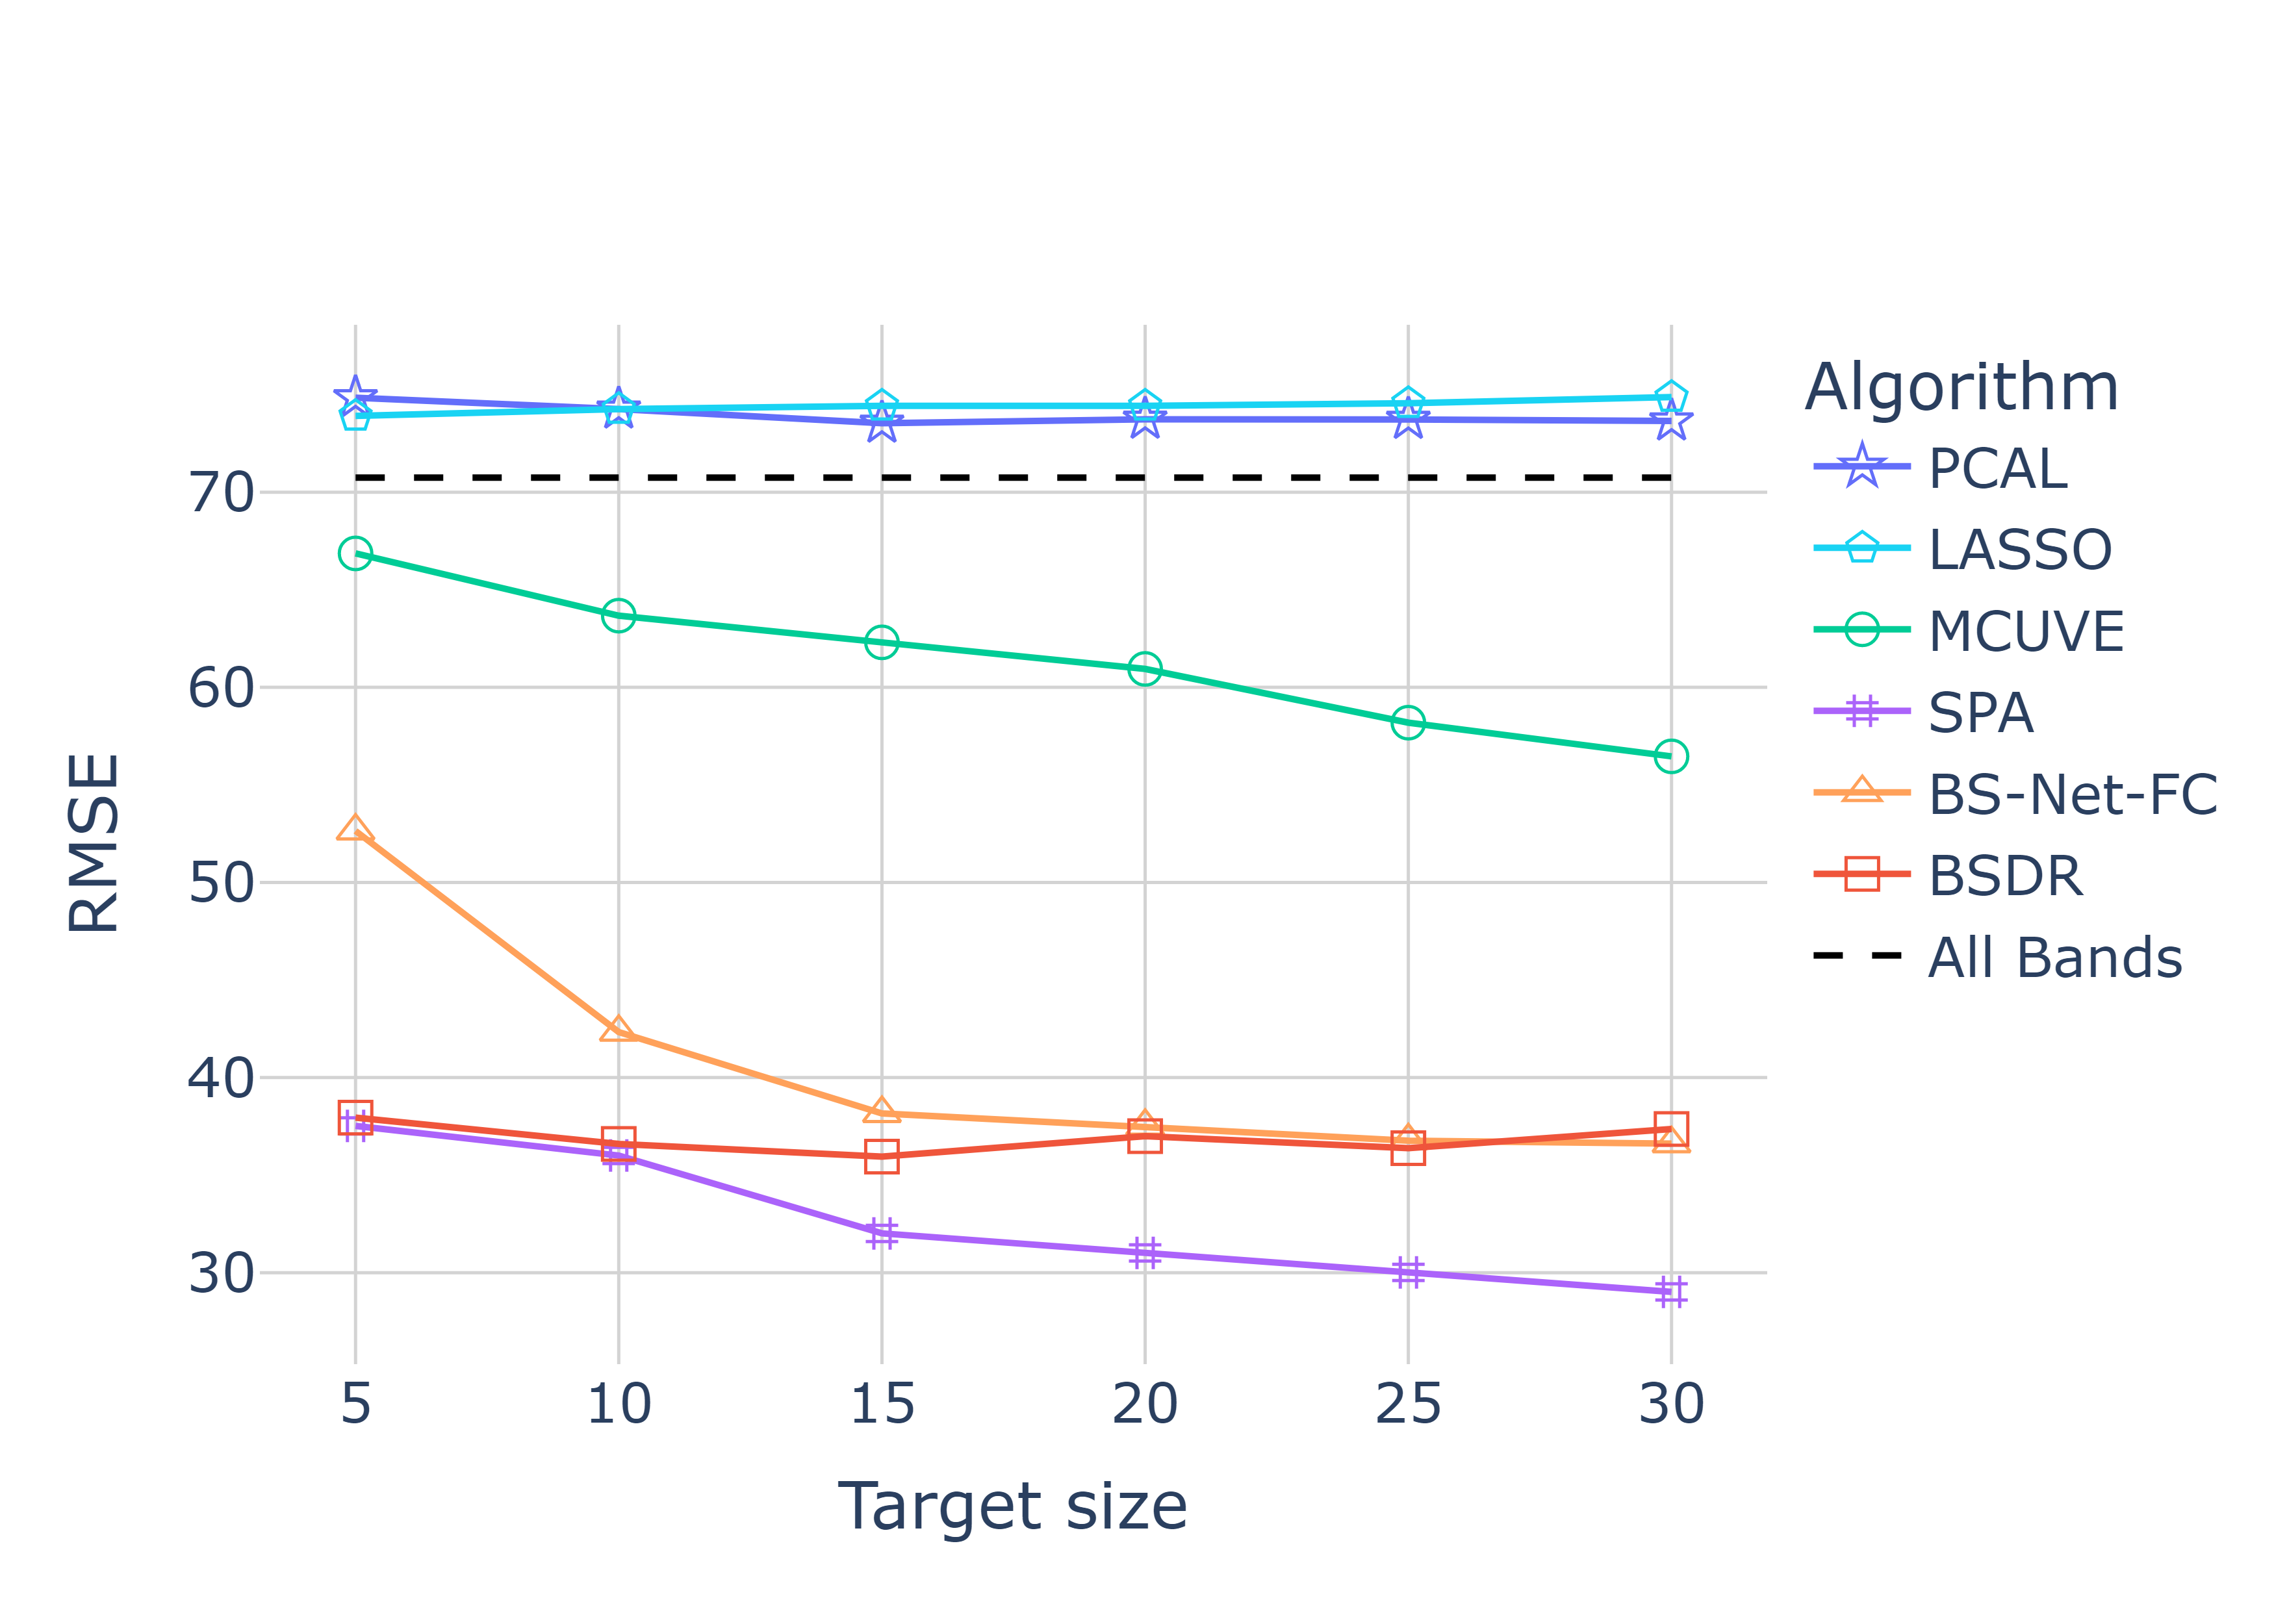 RMSE
70
60
50
40
30
5 10 15 20 25 30
Target size
Algorithm
PCAL
LASSO
MCUVE
SPA
BS-Net-FC
BSDR
All Bands